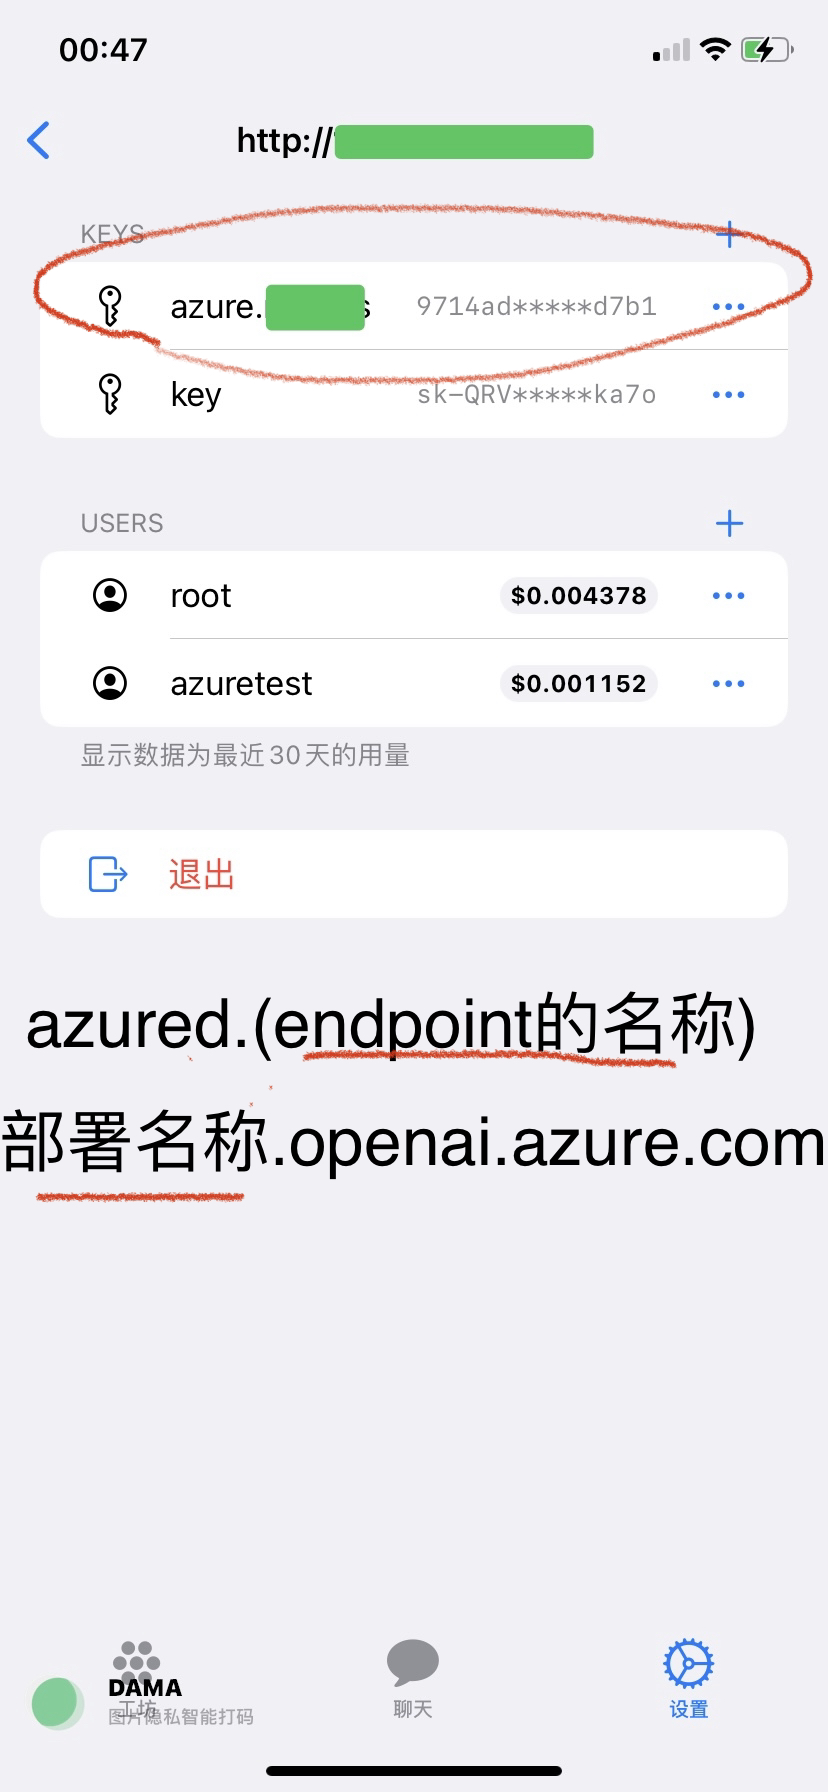 00:47
http://
KEYS
azure. s 9714ad*****d7b1
key sk-QRV*****ka7o
USERS
root $0.004378
azuretest $0.001152
显示数据为最近30天的用量
退出
azured.(endpoint的名称)
部署名称.openai.azure.com
DAMA
图片隐私智能打码
工坊
聊天
设置